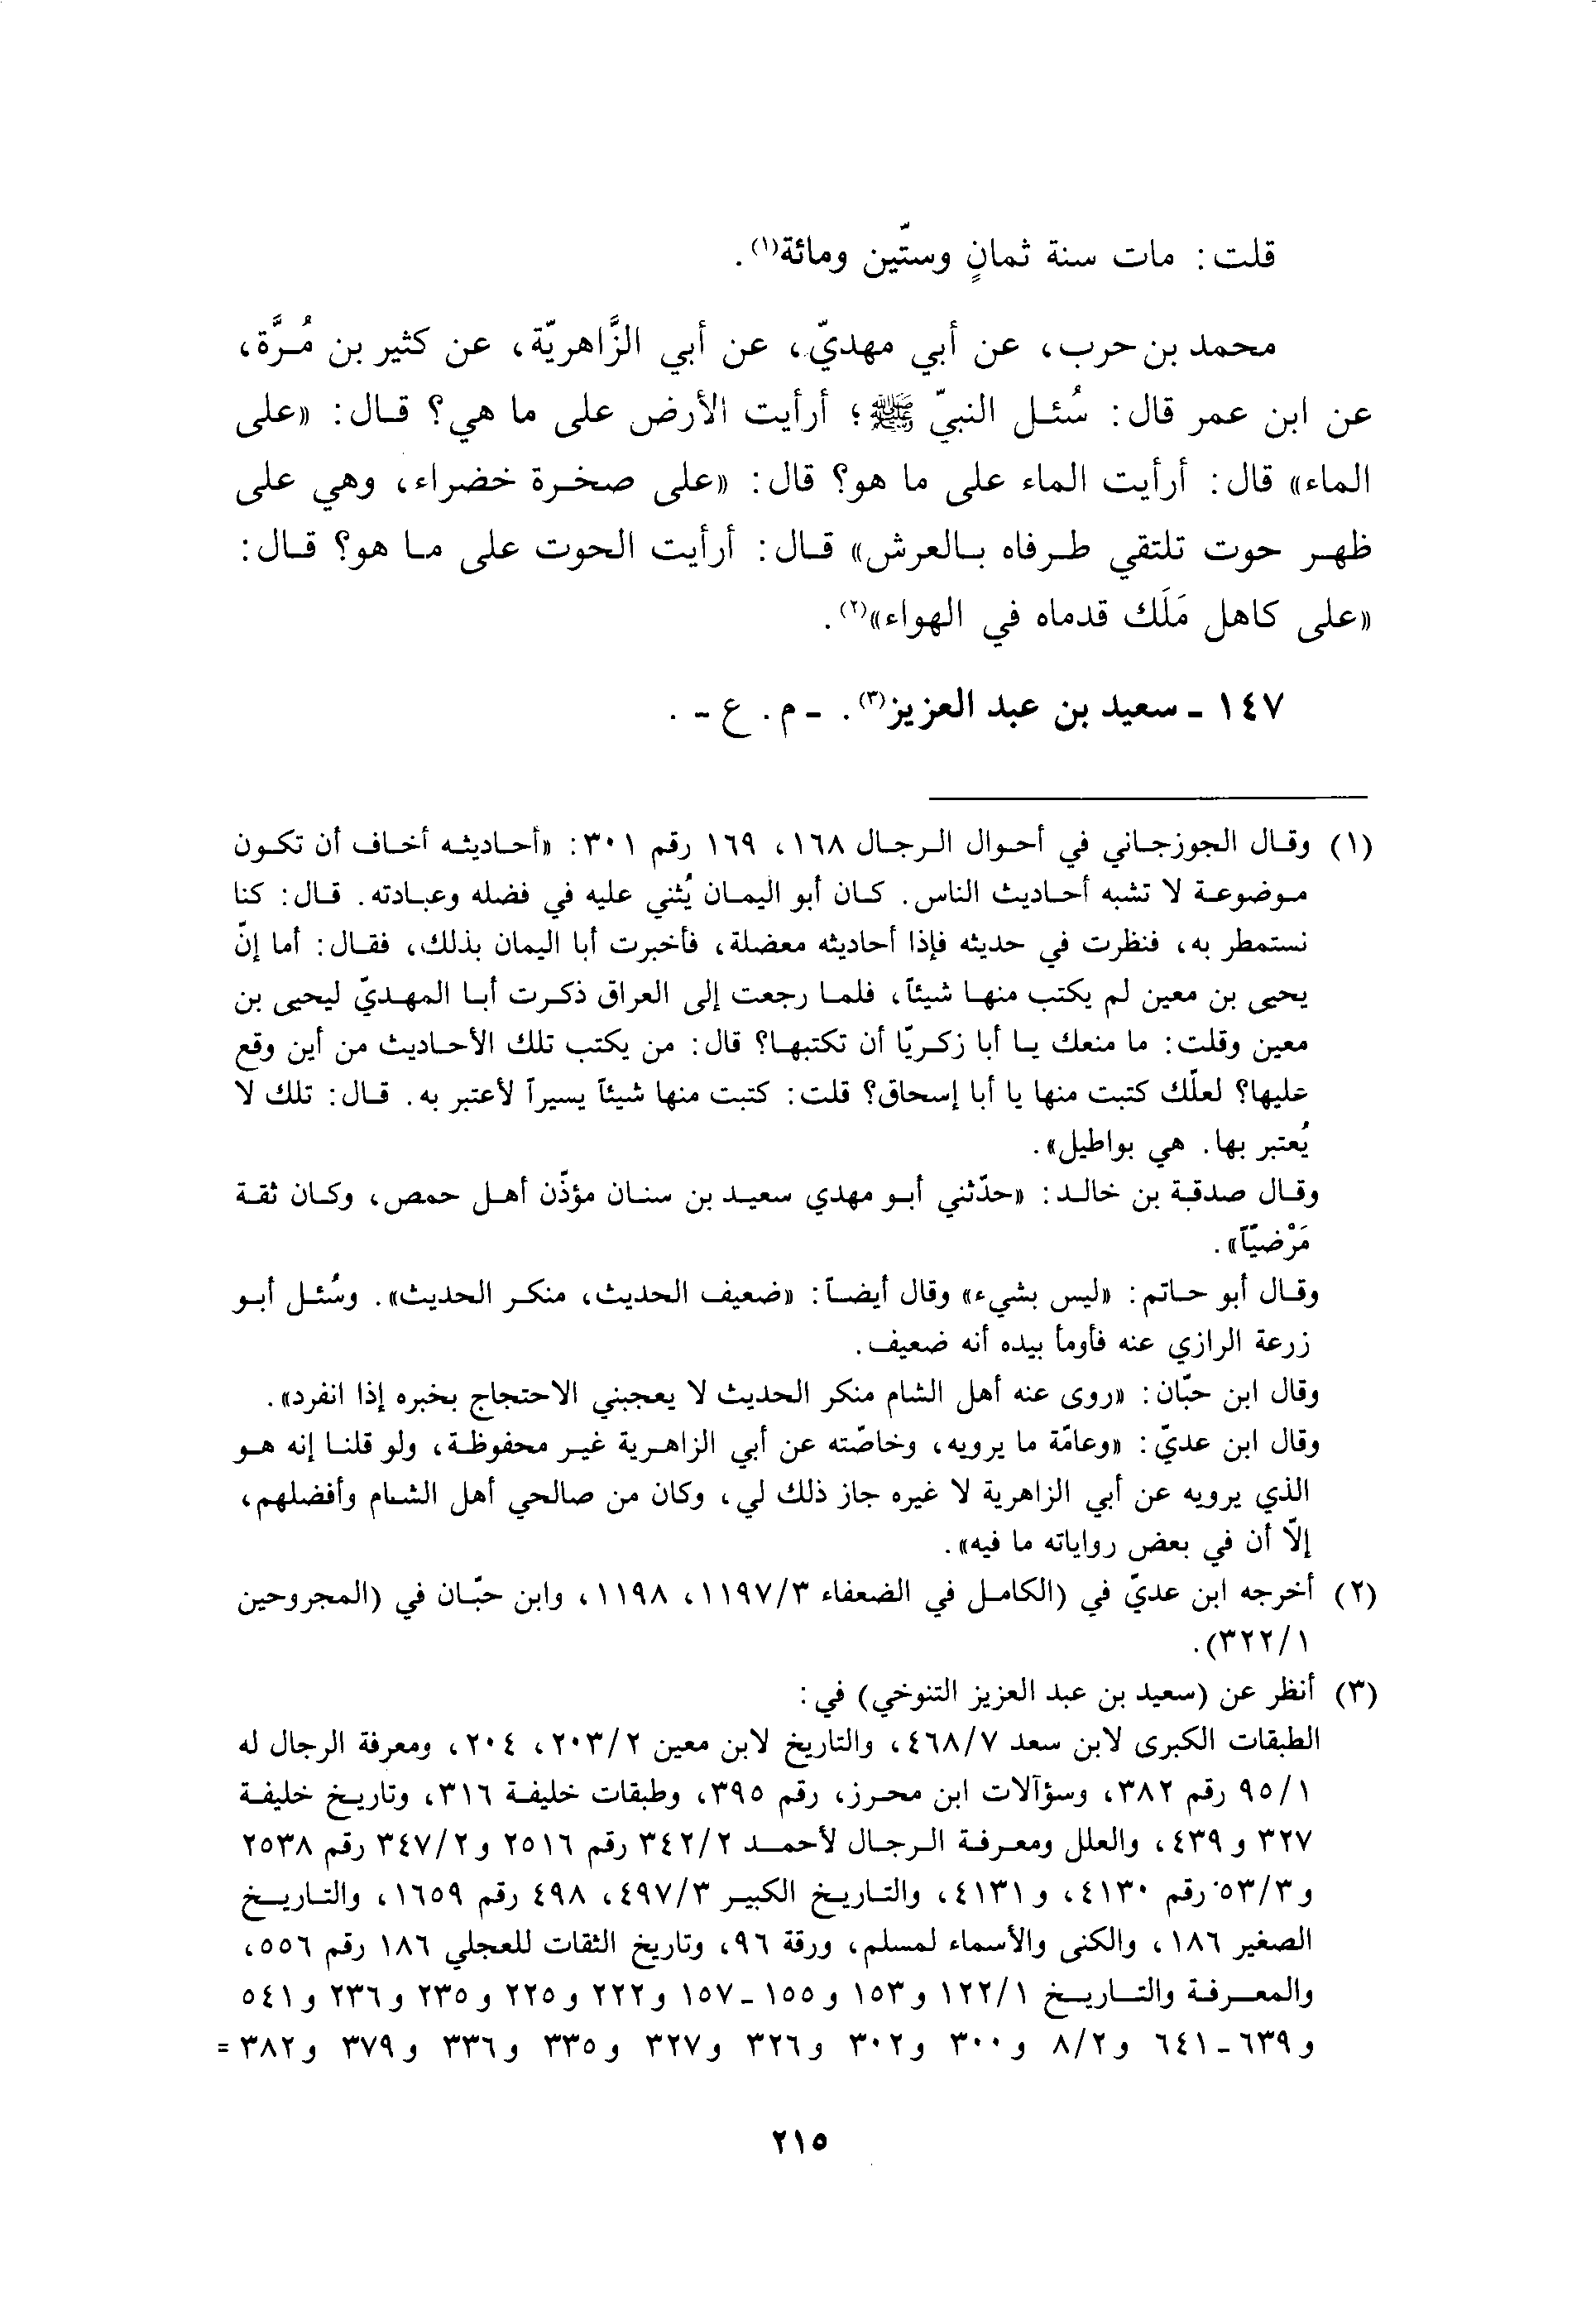 قلت: مات سنة ثمانٍ وستّين ومائة(١).
محمد بن حرب، عن أبي مهديّ، عن أبي الزَّاهريّة، عن كثير بن مُرَّة،
عن ابن عمر قال: سُئل النبيّ ﷺ؛ أرأيت الأرض على ما هي؟ قال: «على
الماء» قال: أرأيت الماء على ما هو؟ قال: «على صخرة خضراء، وهي على
ظهر حوت تلتقي طرفاه بالعرش» قال: أرأيت الحوت على ما هو؟ قال:
«على كاهل مَلَك قدماه في الهواء»(٢).
١٤٧ - سعيد بن عبد العزيز(٣). - م. ع -.
(١) وقال الجوزجاني في أحوال الرجال ١٦٨، ١٦٩ رقم ٣٠١: «أحاديثه أخاف أن تكون
موضوعة لا تشبه أحاديث الناس. كان أبو اليمان يُثني عليه في فضله وعبادته. قال: كنا
نستمطر به، فنظرت في حديثه فإذا أحاديثه معضلة، فأخبرت أبا اليمان بذلك، فقال: أما إنّ
يحيى بن معين لم يكتب منها شيئاً، فلما رجعت إلى العراق ذكرت أبا المهديّ ليحيى بن
معين وقلت: ما منعك يا أبا زكريّا أن تكتبها؟ قال: من يكتب تلك الأحاديث من أين وقع
عليها؟ لعلّك كتبت منها يا أبا إسحاق؟ قلت: كتبت منها شيئاً يسيراً لأعتبر به. قال: تلك لا
يُعتبر بها. هي بواطيل».
وقال صدقة بن خالد: «حدّثني أبو مهدي سعيد بن سنان مؤذّن أهل حمص، وكان ثقة
مَرْضيّاً».
وقال أبو حاتم: «ليس بشيء» وقال أيضاً: «ضعيف الحديث، منكر الحديث». وسُئل أبو
زرعة الرازي عنه فأومأ بيده أنه ضعيف.
وقال ابن حبّان: «روى عنه أهل الشام منكر الحديث لا يعجبني الاحتجاج بخبره إذا انفرد».
وقال ابن عديّ: «وعامّة ما يرويه، وخاصّته عن أبي الزاهرية غير محفوظة، ولو قلنا إنه هو
الذي يرويه عن أبي الزاهرية لا غيره جاز ذلك لي، وكان من صالحي أهل الشام وأفضلهم،
إلّا أن في بعض رواياته ما فيه».
(٢) أخرجه ابن عديّ في (الكامل في الضعفاء ١١٩٧/٣، ١١٩٨، وابن حبّان في (المجروحين
٣٢٢/١).
(٣) أنظر عن (سعيد بن عبد العزيز التنوخي) في:
الطبقات الكبرى لابن سعد ٤٦٨/٧، والتاريخ لابن معين ٢٠٣/٢، ٢٠٤، ومعرفة الرجال له
٩٥/١ رقم ٣٨٢، وسؤآلات ابن محرز، رقم ٣٩٥، وطبقات خليفة ٣١٦، وتاريخ خليفة
٣٢٧ و٤٣٩، والعلل ومعرفة الرجال لأحمد ٣٤٢/٢ رقم ٢٥١٦ و٣٤٧/٢ رقم ٢٥٣٨
و٥٣/٣ رقم ٤١٣٠، و٤١٣١، والتاريخ الكبير ٤٩٧/٣، ٤٩٨ رقم ١٦٥٩، والتاريخ
الصغير ١٨٦، والكنى والأسماء لمسلم، ورقة ٩٦، وتاريخ الثقات للعجلي ١٨٦ رقم ٥٥٦،
والمعرفة والتاريخ ١٢٢/١ و١٥٣ و١٥٥-١٥٧ و٢٢٢ و٢٢٥ و٢٣٥ و٢٣٦ و٥٤١
و٦٣٩-٦٤١ و٨/٢ و٣٠٠ و٣٠٢ و٣٢٦ و٣٢٧ و٣٣٥ و٣٣٦ و٣٧٩ و٣٨٢ =
٢١٥